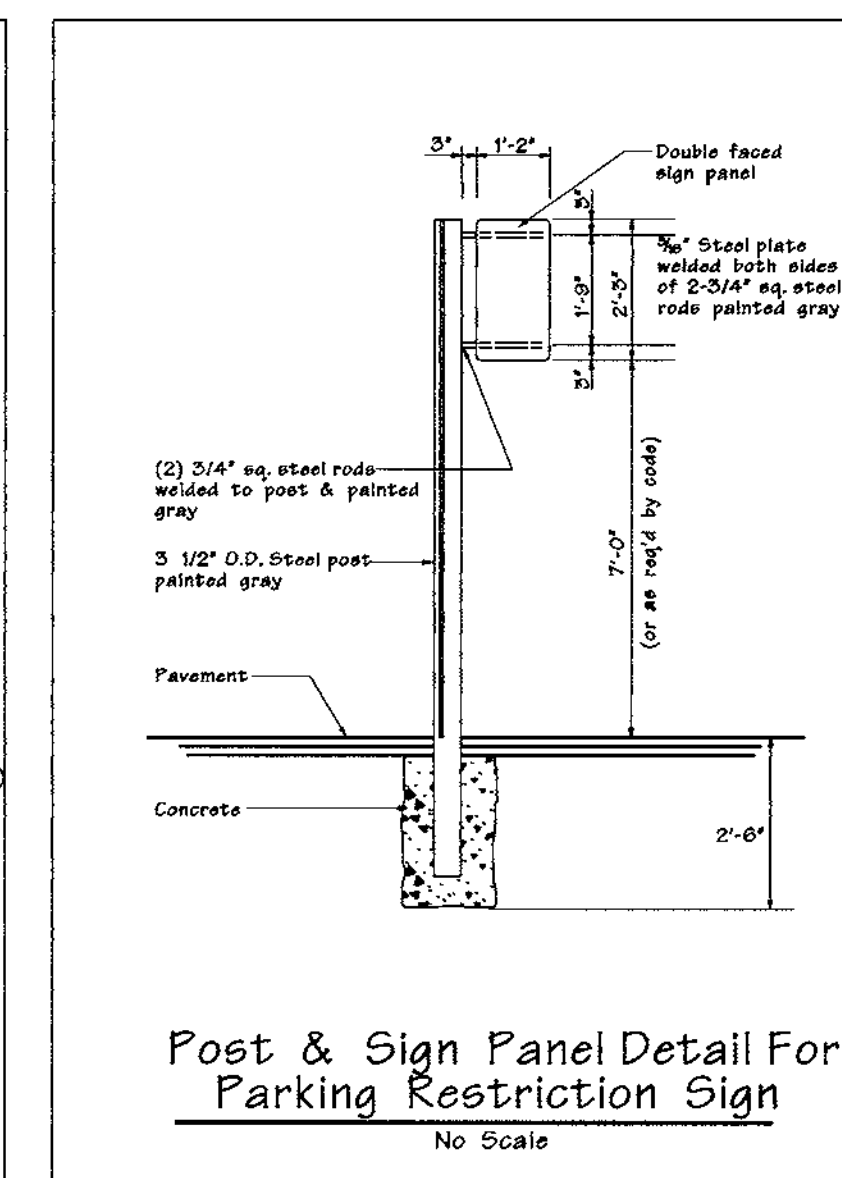 3" 1'-2"
Double faced
sign panel
3"
3/16" Steel plate
welded both sides
of 2-3/4" sq. steel
rods painted gray
1'-9"
2'-3"
3"
(2) 3/4" sq. steel rods
welded to post & painted
gray
3 1/2" O.D. Steel post
painted gray
7'-0"
(or as req'd by code)
Pavement
Concrete
2'-6"
Post & Sign Panel Detail For
Parking Restriction Sign
No Scale